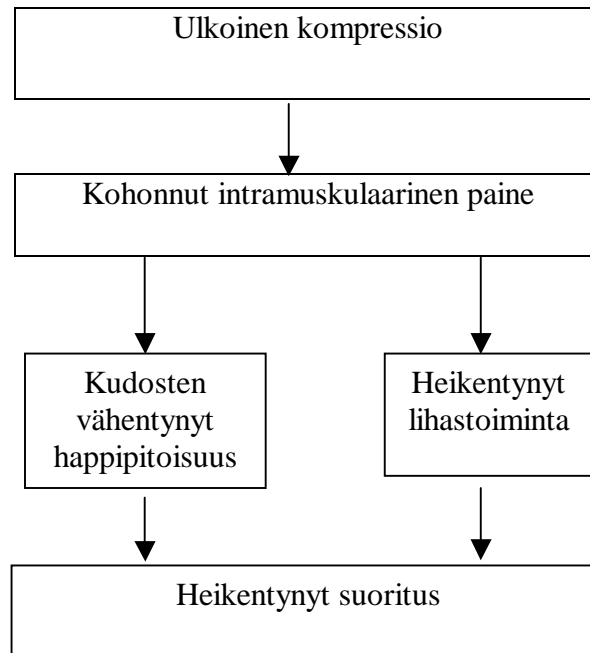 Ulkoinen kompressio
Kohonnut intramuskulaarinen paine
Kudosten
vähentynyt
happipitoisuus
Heikentynyt
lihastoiminta
Heikentynyt suoritus